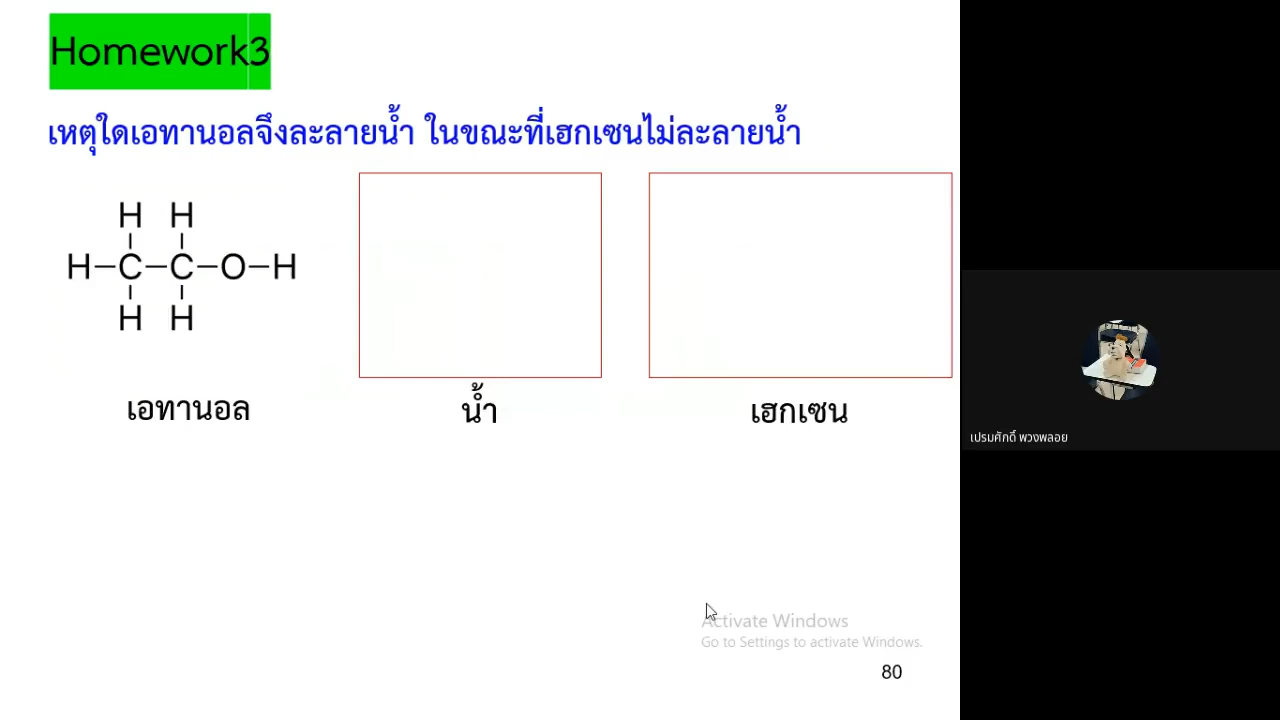 Homework3
เหตุใดเอทานอลจึงละลายน้ำ ในขณะที่เฮกเซนไม่ละลายน้ำ
H H
H–C–C–O–H
H H
เอทานอล
น้ำ
เฮกเซน
เปรมศักดิ์ พวงพลอย
Activate Windows
Go to Settings to activate Windows.
80